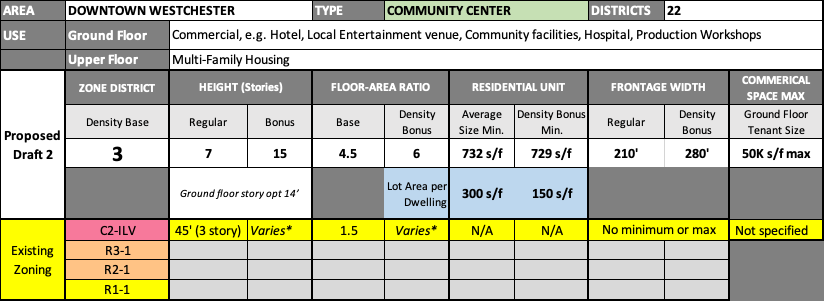 AREA DOWNTOWN WESTCHESTER TYPE COMMUNITY CENTER DISTRICTS 22
USE Ground Floor Commercial, e.g. Hotel, Local Entertainment venue, Community facilities, Hospital, Production Workshops
Upper Floor Multi-Family Housing
ZONE DISTRICT HEIGHT (Stories) FLOOR-AREA RATIO RESIDENTIAL UNIT FRONTAGE WIDTH COMMERICAL SPACE MAX
Proposed Draft 2
Density Base Regular Bonus Base Density Bonus Average Size Min. Density Bonus Min. Regular Density Bonus Ground Floor Tenant Size
3 7 15 4.5 6 732 s/f 729 s/f 210' 280' 50K s/f max
Ground floor story opt 14’ Lot Area per Dwelling 300 s/f 150 s/f
Existing Zoning
C2-ILV 45' (3 story) Varies* 1.5 Varies* N/A N/A No minimum or max Not specified
R3-1
R2-1
R1-1